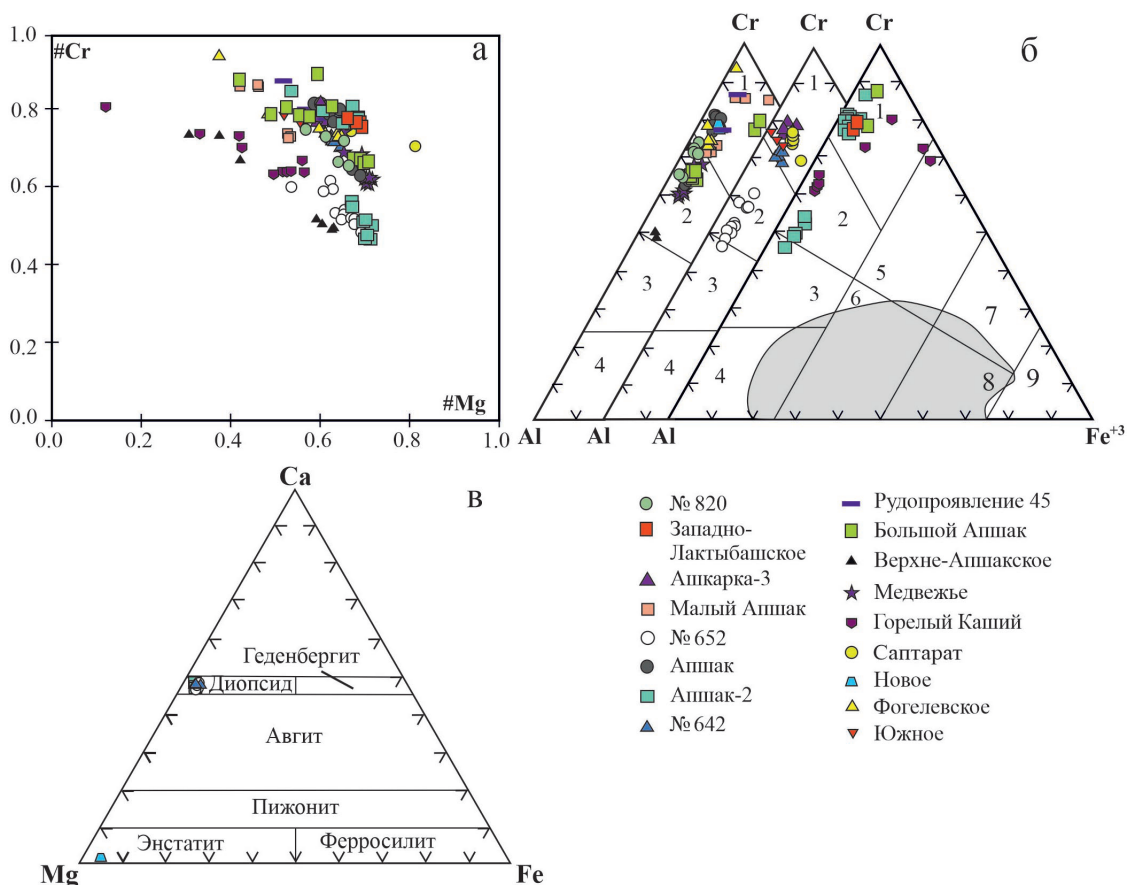 а
#Cr
1.0
0.8
0.6
0.4
0.2
0.0
0.0 0.2 0.4 0.6 0.8 1.0
#Mg
б
Cr Cr Cr
1 1 1
2 2 2
3 3 3
4 4 4
5
6
7
8
9
Al Al Al Fe+3
в
Ca
Геденбергит
Диопсид
Авгит
Пижонит
Энстатит Ферросилит
Mg Fe
№ 820
Западно-
Лактыбашское
Ашкарка-3
Малый Апшак
№ 652
Апшак
Апшак-2
№ 642
Рудопроявление 45
Большой Апшак
Верхне-Апшакское
Медвежье
Горелый Каший
Саптарат
Новое
Фогелевское
Южное